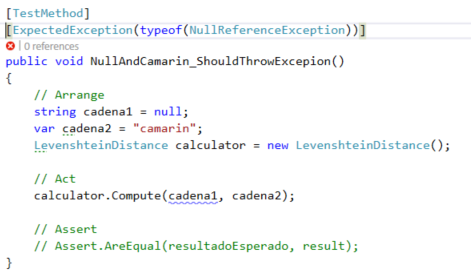 [TestMethod]
[ExpectedException(typeof(NullReferenceException))]
0 references
public void NullAndCamarin_ShouldThrowExcepion()
{
// Arrange
string cadena1 = null;
var cadena2 = "camarin";
LevenshteinDistance calculator = new LevenshteinDistance();
// Act
calculator.Compute(cadena1, cadena2);
// Assert
// Assert.AreEqual(resultadoEsperado, result);
}